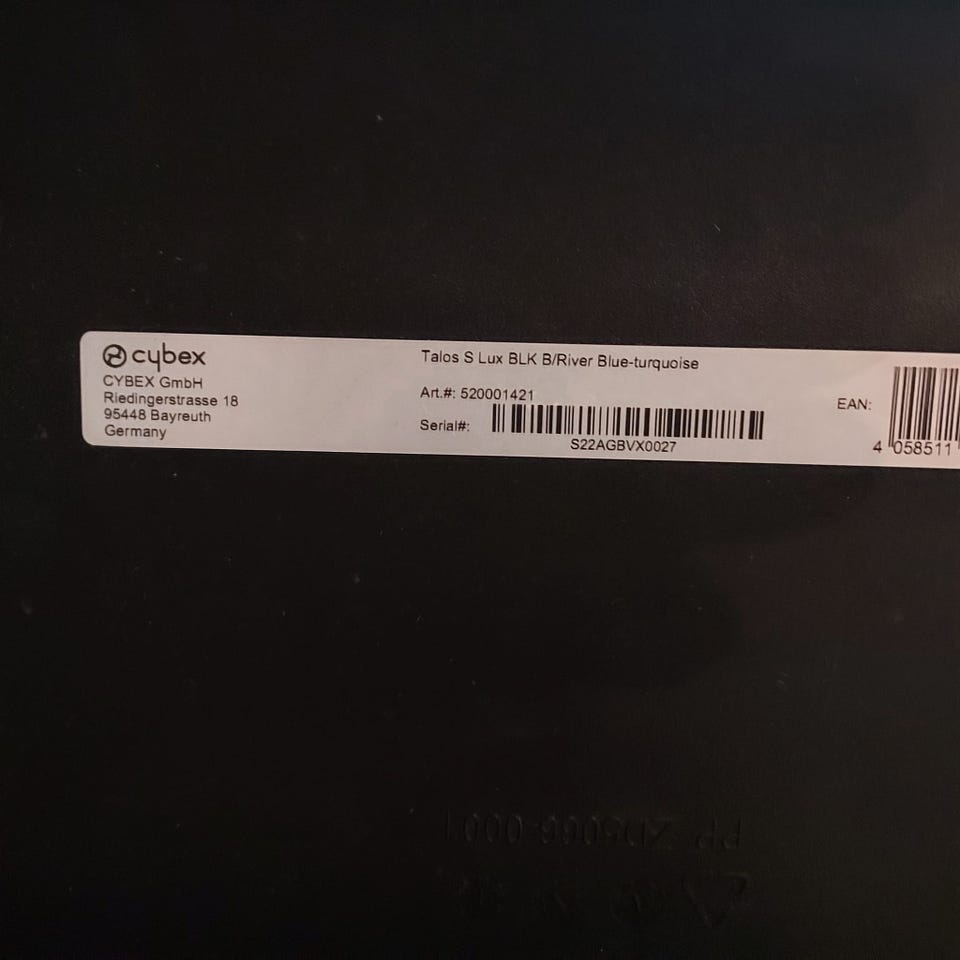 cybex
CYBEX GmbH
Riedingerstrasse 18
95448 Bayreuth
Germany
Talos S Lux BLK B/River Blue-turquoise
Art.#: 520001421
Serial#:
S22AGBVX0027
EAN:
4 058511